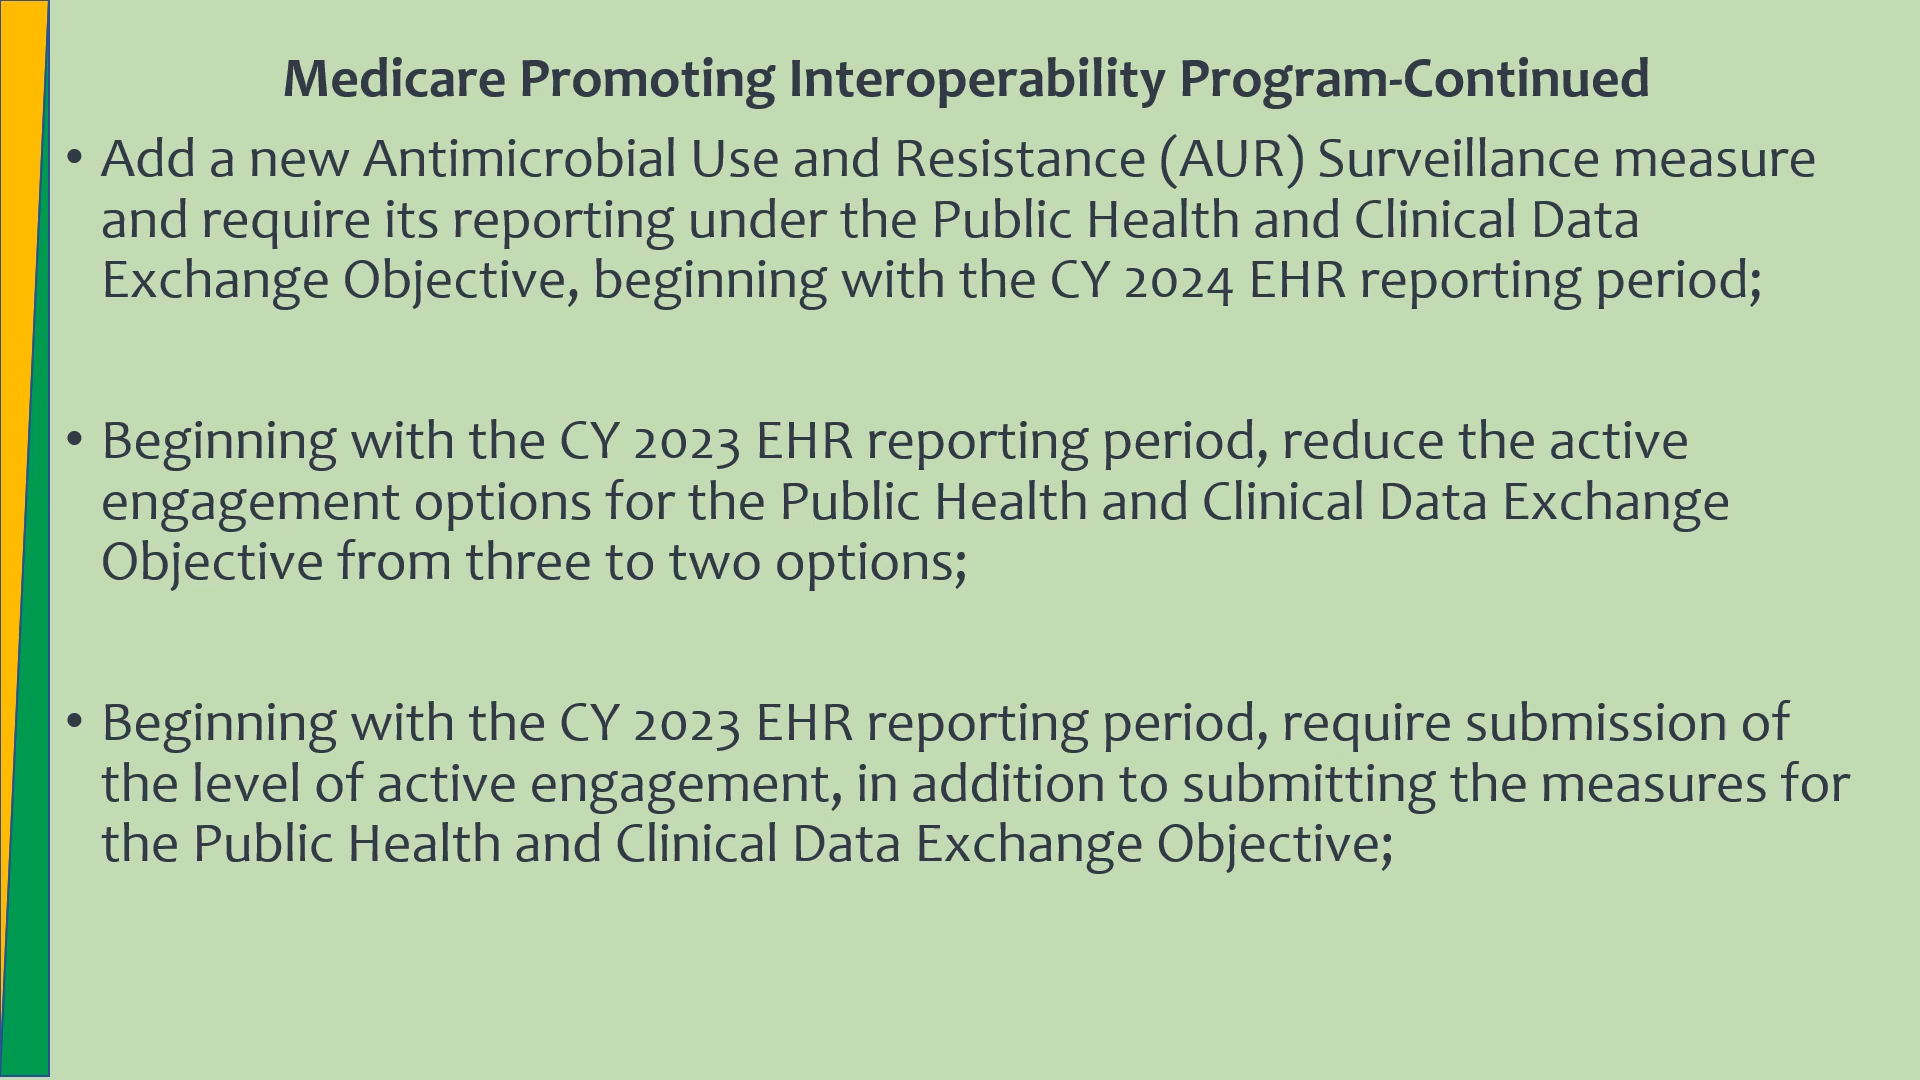 Medicare Promoting Interoperability Program-Continued
• Add a new Antimicrobial Use and Resistance (AUR) Surveillance measure
and require its reporting under the Public Health and Clinical Data
Exchange Objective, beginning with the CY 2024 EHR reporting period;
• Beginning with the CY 2023 EHR reporting period, reduce the active
engagement options for the Public Health and Clinical Data Exchange
Objective from three to two options;
• Beginning with the CY 2023 EHR reporting period, require submission of
the level of active engagement, in addition to submitting the measures for
the Public Health and Clinical Data Exchange Objective;